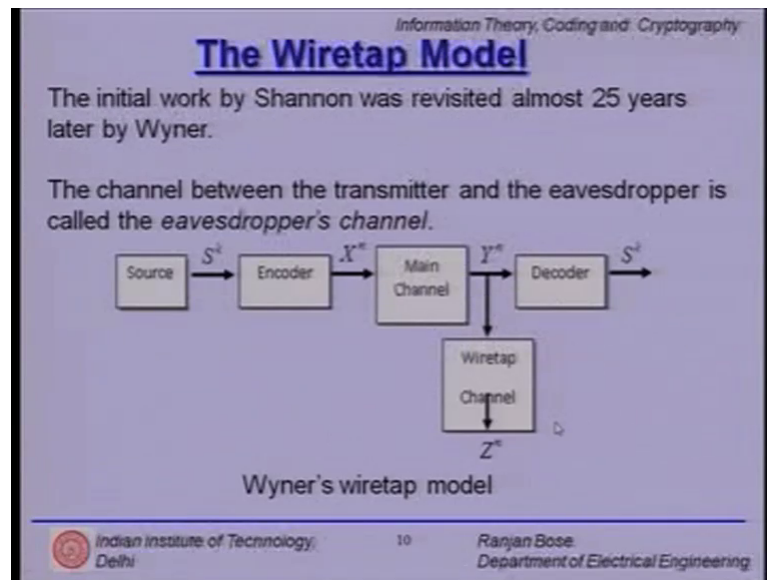 Information Theory, Coding and Cryptography
The Wiretap Model
The initial work by Shannon was revisited almost 25 years
later by Wyner.
The channel between the transmitter and the eavesdropper is
called the eavesdropper's channel.
Source
S^k
Encoder
X^n
Main
Channel
Y^n
Decoder
S^k
Wiretap
Channel
Z^n
Wyner's wiretap model
Indian Institute of Technology,
Delhi
10
Ranjan Bose
Department of Electrical Engineering